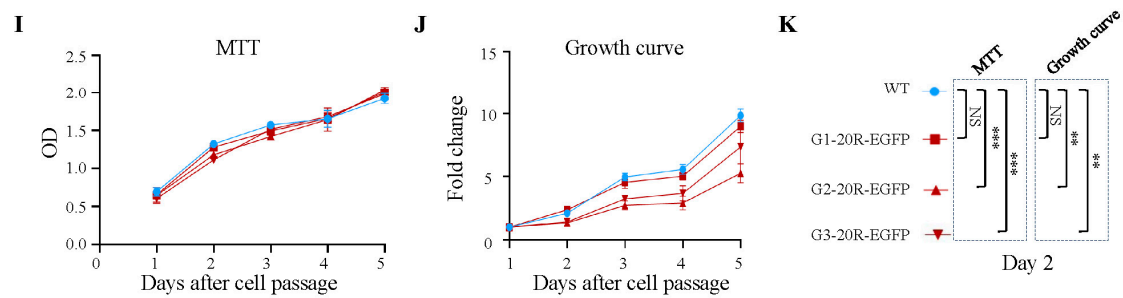 I
MTT
OD
2.5
2.0
1.5
1.0
0.5
0.0
0
1
2
3
4
5
Days after cell passage
J
Growth curve
Fold change
15
10
5
0
1
2
3
4
5
Days after cell passage
K
MTT
Growth curve
WT
G1-20R-EGFP
G2-20R-EGFP
G3-20R-EGFP
NS
***
***
NS
**
**
Day 2